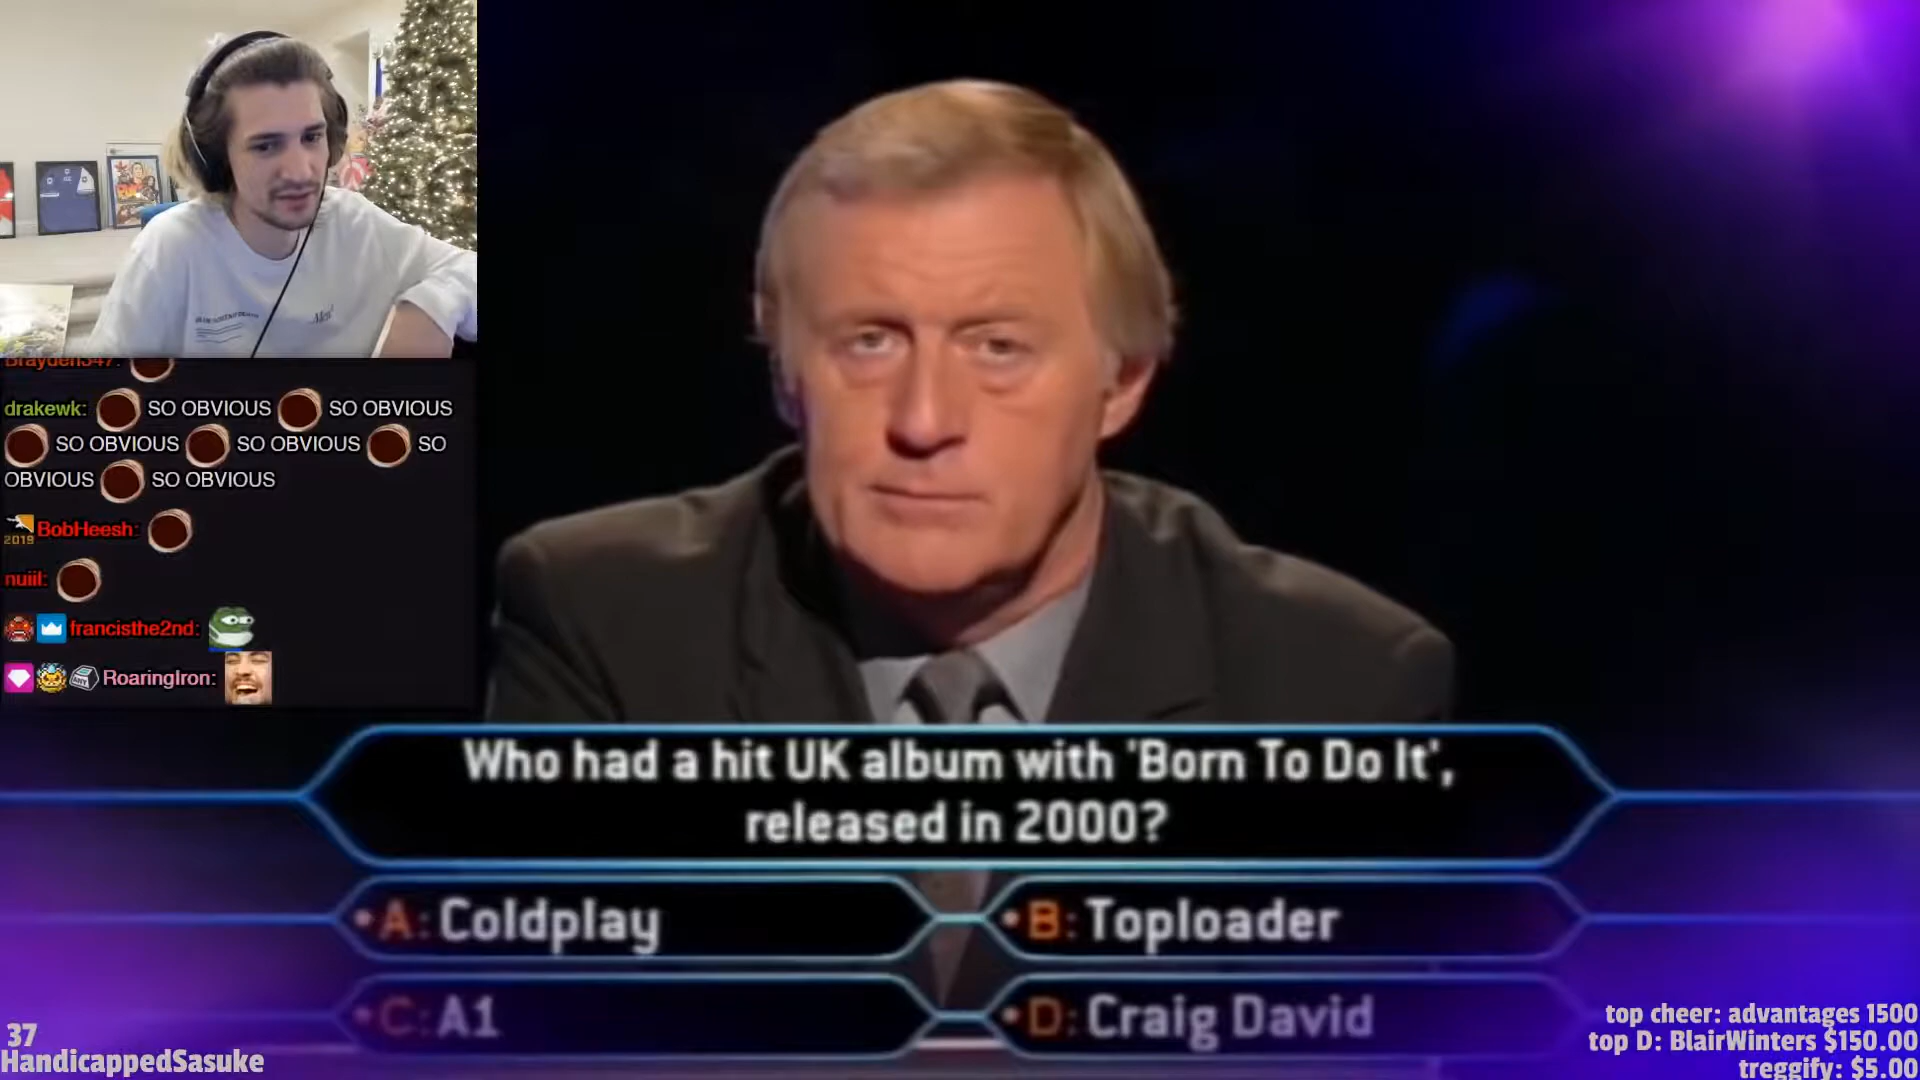 Brayden347:
drakewk: SO OBVIOUS SO OBVIOUS
SO OBVIOUS SO OBVIOUS SO
OBVIOUS SO OBVIOUS
2019 BobHeesh:
nuiil:
francisthe2nd:
RoaringIron:
Who had a hit UK album with 'Born To Do It',
released in 2000?
A: Coldplay
B: Toploader
C: A1
D: Craig David
37
HandicappedSasuke
top cheer: advantages 1500
top D: BlairWinters $150.00
treggify: $5.00